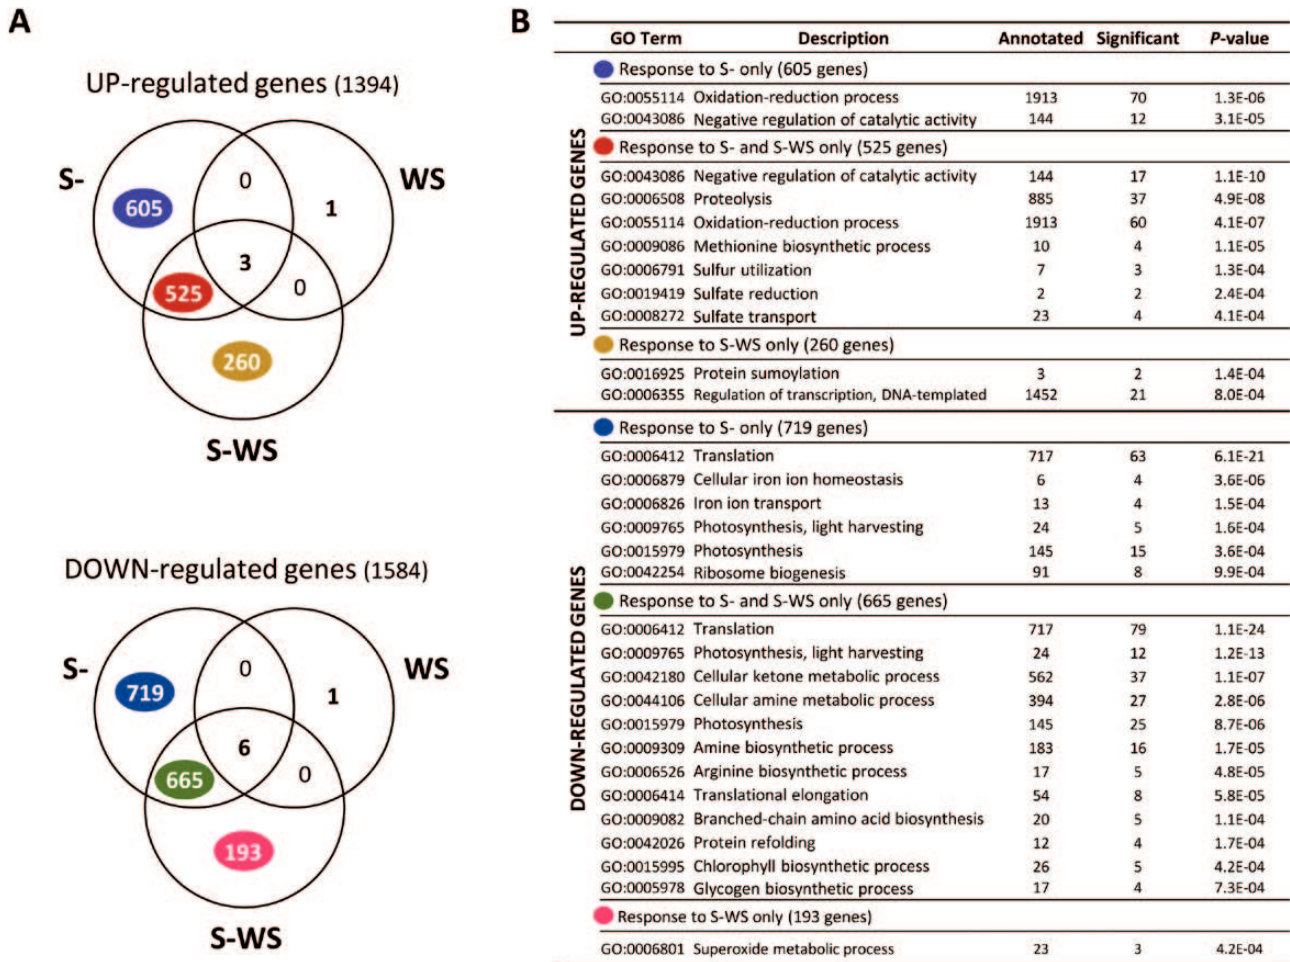 A
UP-regulated genes (1394)
S-
WS
0
605
1
3
525
0
260
S-WS
DOWN-regulated genes (1584)
S-
WS
0
719
1
6
665
0
193
S-WS
B
GO Term Description Annotated Significant P-value
UP-REGULATED GENES
Response to S- only (605 genes)
GO:0055114 Oxidation-reduction process 1913 70 1.3E-06
GO:0043086 Negative regulation of catalytic activity 144 12 3.1E-05
Response to S- and S-WS only (525 genes)
GO:0043086 Negative regulation of catalytic activity 144 17 1.1E-10
GO:0006508 Proteolysis 885 37 4.9E-08
GO:0055114 Oxidation-reduction process 1913 60 4.1E-07
GO:0009086 Methionine biosynthetic process 10 4 1.1E-05
GO:0006791 Sulfur utilization 7 3 1.3E-04
GO:0019419 Sulfate reduction 2 2 2.4E-04
GO:0008272 Sulfate transport 23 4 4.1E-04
Response to S-WS only (260 genes)
GO:0016925 Protein sumoylation 3 2 1.4E-04
GO:0006355 Regulation of transcription, DNA-templated 1452 21 8.0E-04
DOWN-REGULATED GENES
Response to S- only (719 genes)
GO:0006412 Translation 717 63 6.1E-21
GO:0006879 Cellular iron ion homeostasis 6 4 3.6E-06
GO:0006826 Iron ion transport 13 4 1.5E-04
GO:0009765 Photosynthesis, light harvesting 24 5 1.6E-04
GO:0015979 Photosynthesis 145 15 3.6E-04
GO:0042254 Ribosome biogenesis 91 8 9.9E-04
Response to S- and S-WS only (665 genes)
GO:0006412 Translation 717 79 1.1E-24
GO:0009765 Photosynthesis, light harvesting 24 12 1.2E-13
GO:0042180 Cellular ketone metabolic process 562 37 1.1E-07
GO:0044106 Cellular amine metabolic process 394 27 2.8E-06
GO:0015979 Photosynthesis 145 25 8.7E-06
GO:0009309 Amine biosynthetic process 183 16 1.7E-05
GO:0006526 Arginine biosynthetic process 17 5 4.8E-05
GO:0006414 Translational elongation 54 8 5.8E-05
GO:0009082 Branched-chain amino acid biosynthesis 20 5 1.1E-04
GO:0042026 Protein refolding 12 4 1.7E-04
GO:0015995 Chlorophyll biosynthetic process 26 5 4.2E-04
GO:0005978 Glycogen biosynthetic process 17 4 7.3E-04
Response to S-WS only (193 genes)
GO:0006801 Superoxide metabolic process 23 3 4.2E-04